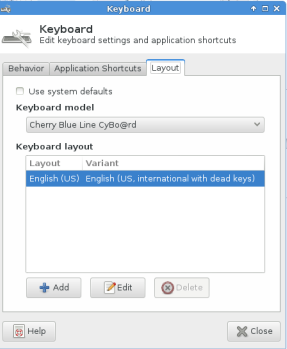 Keyboard
Keyboard
Edit keyboard settings and application shortcuts
Behavior Application Shortcuts Layout
Use system defaults
Keyboard model
Cherry Blue Line CyBo@rd
Keyboard layout
Layout Variant
English (US) English (US, international with dead keys)
Add Edit Delete
Help Close